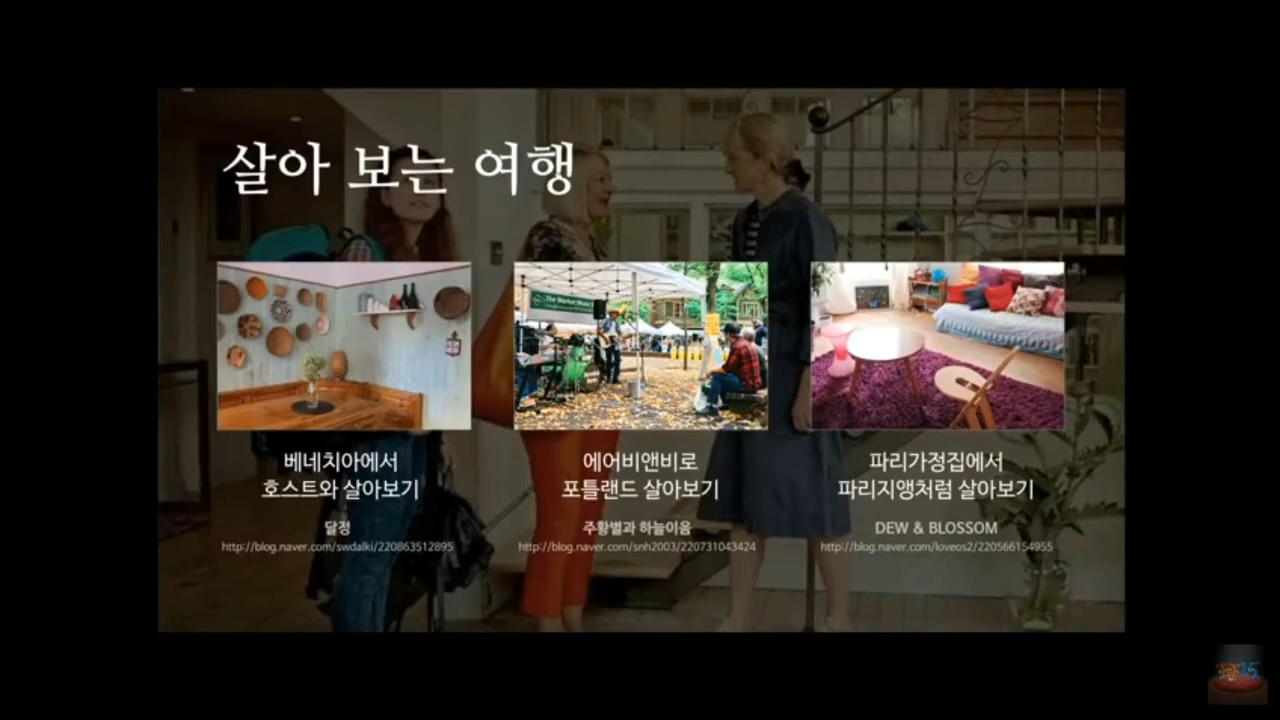 살아 보는 여행
The Market Music
베네치아에서
호스트와 살아보기
달정
http://blog.naver.com/swdalki/220863512895
에어비앤비로
포틀랜드 살아보기
주황별과 하늘이음
http://blog.naver.com/snh2003/220731043424
파리가정집에서
파리지앵처럼 살아보기
DEW & BLOSSOM
http://blog.naver.com/loveos2/220566154955